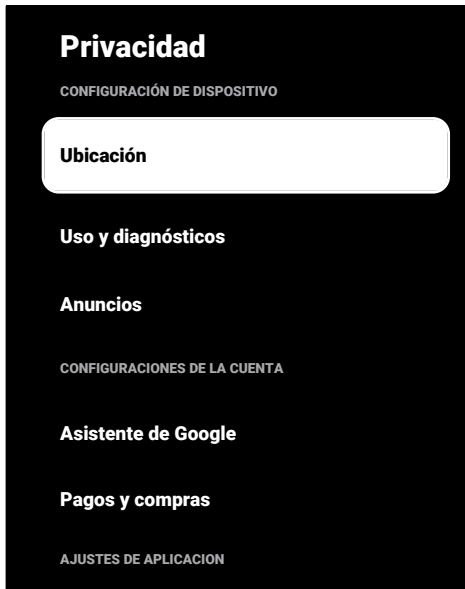 Privacidad
CONFIGURACIÓN DE DISPOSITIVO
Ubicación
Uso y diagnósticos
Anuncios
CONFIGURACIONES DE LA CUENTA
Asistente de Google
Pagos y compras
AJUSTES DE APLICACION